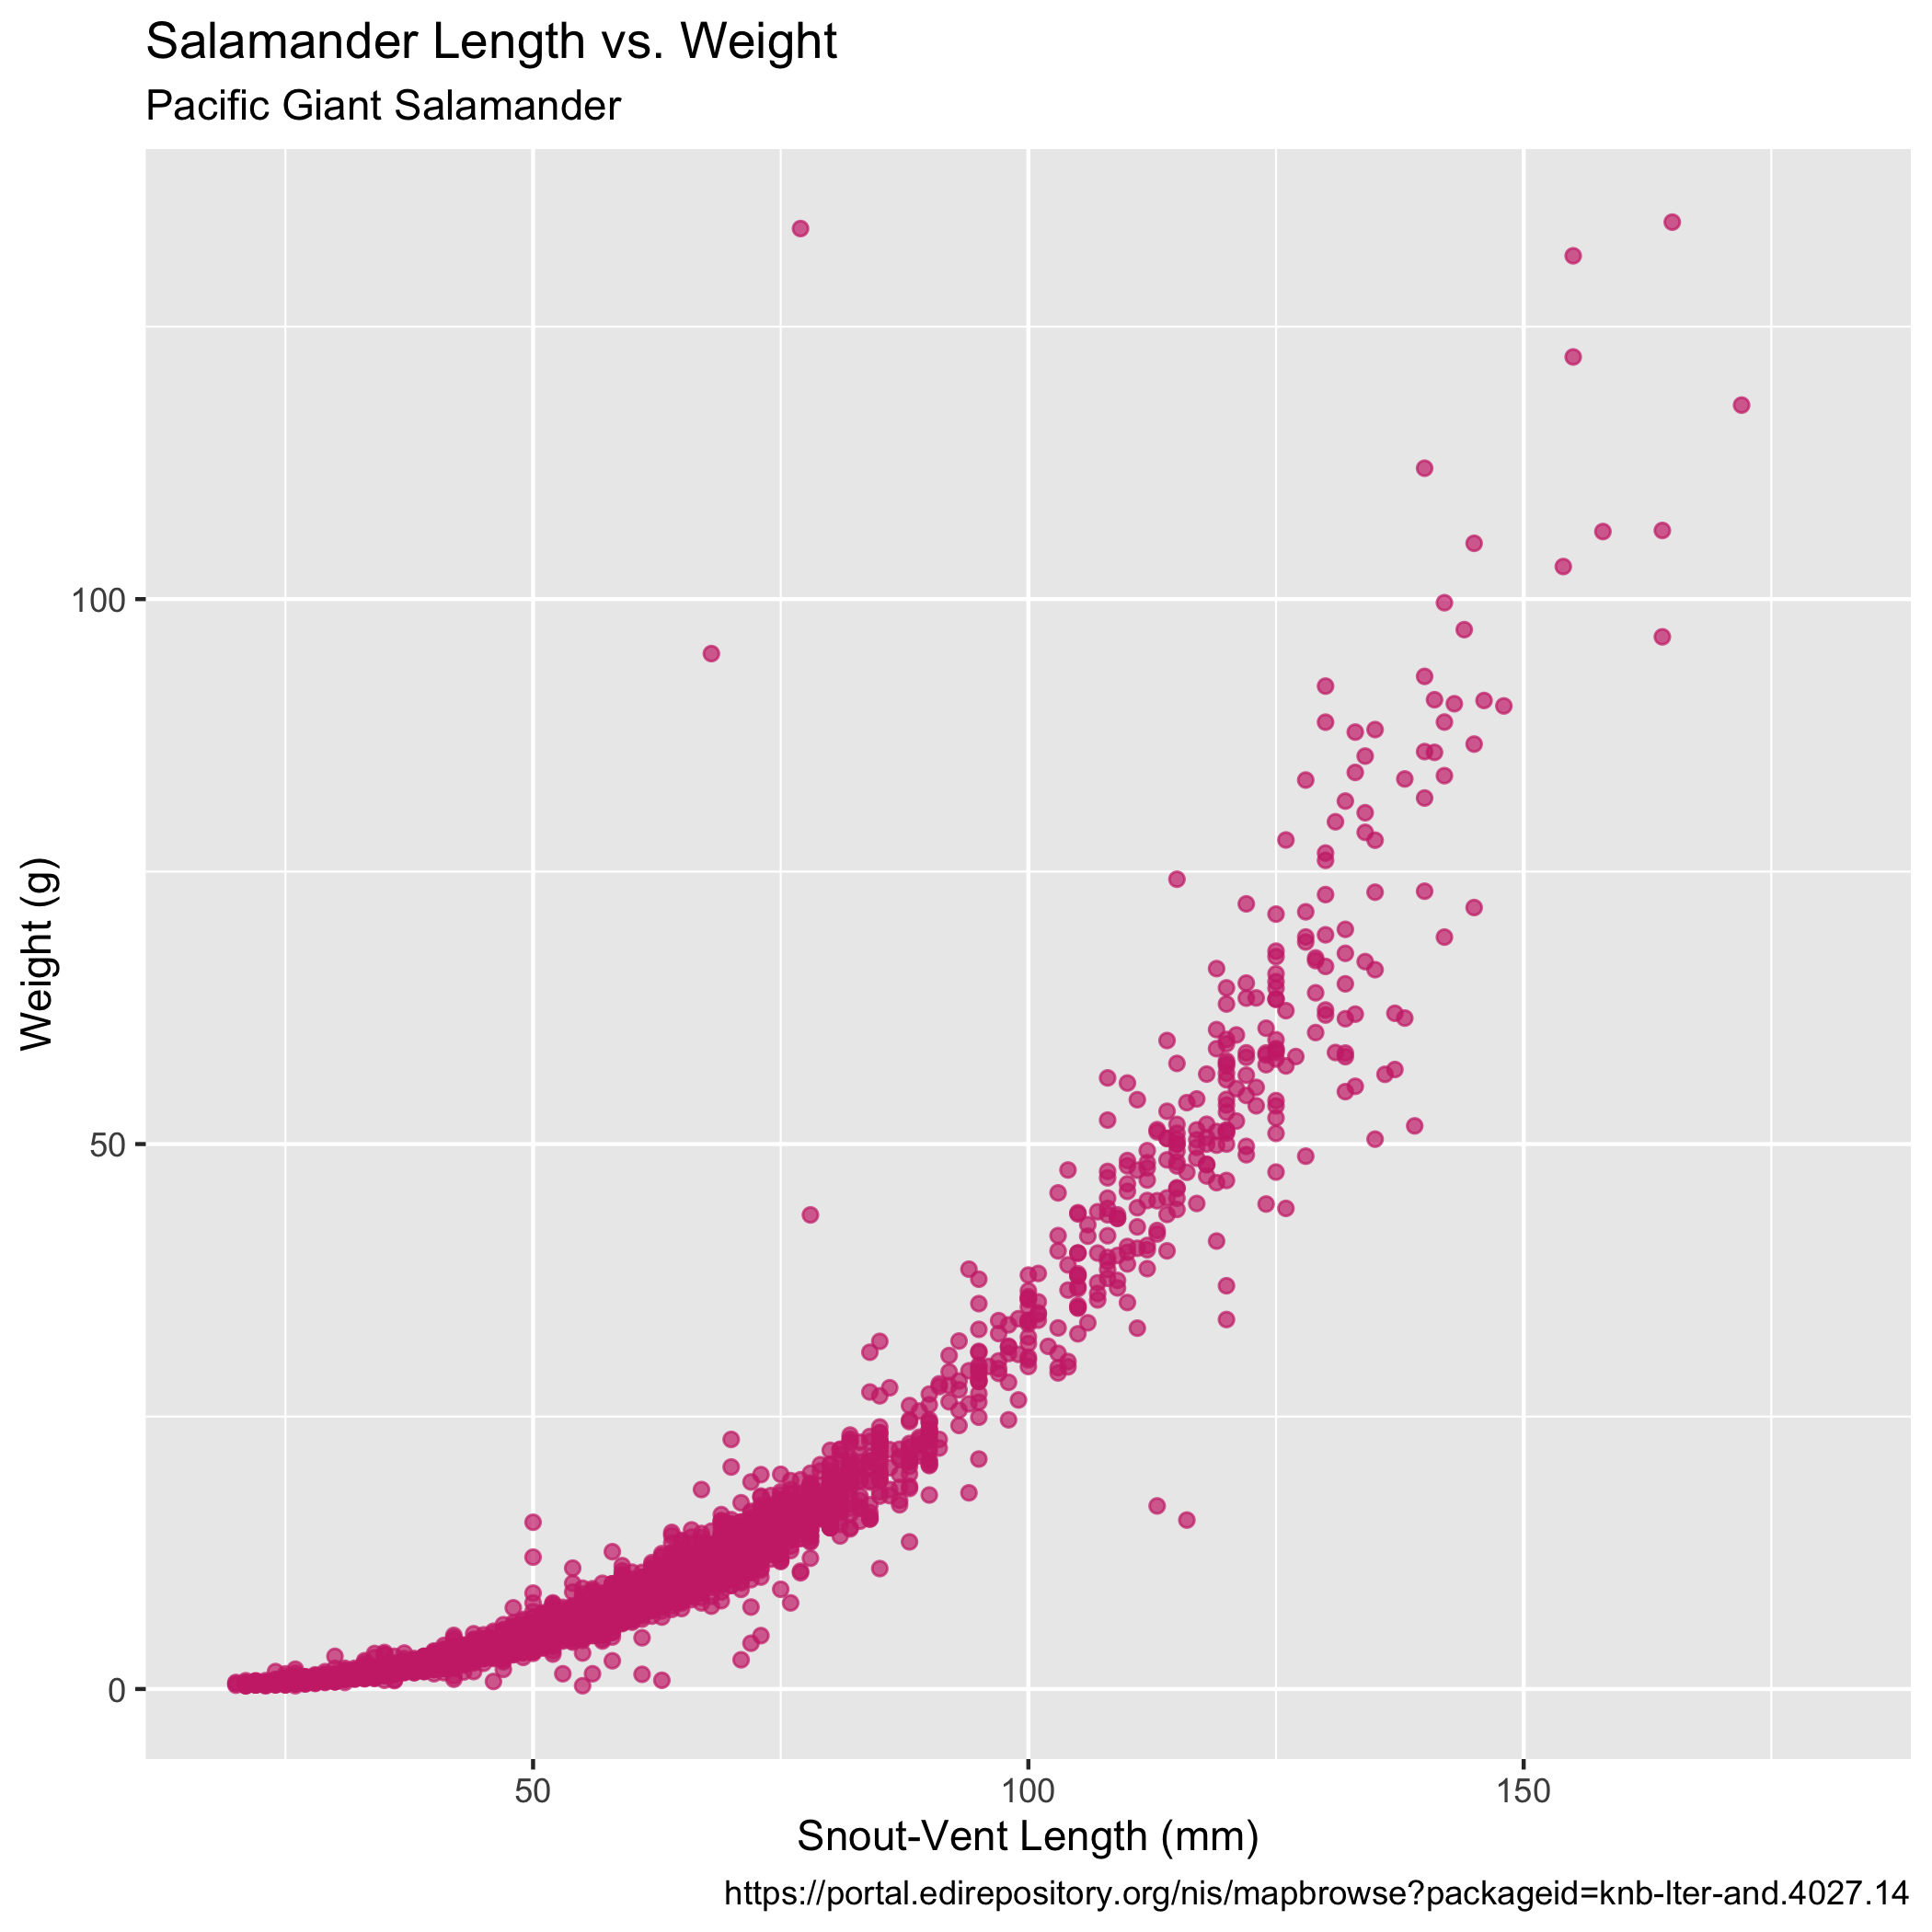 Salamander Length vs. Weight
Pacific Giant Salamander
Weight (g)
100
50
0
50 100 150
Snout-Vent Length (mm)
https://portal.edirepository.org/nis/mapbrowse?packageid=knb-lter-and.4027.14